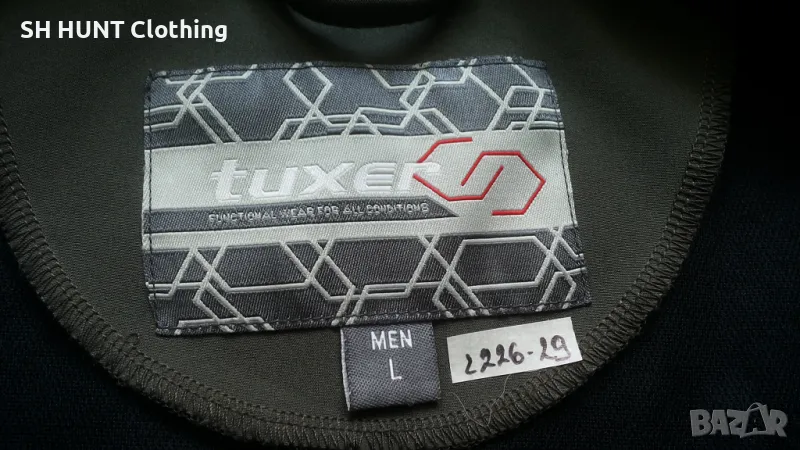 SH HUNT Clothing
tuxer
FUNCTIONAL WEAR FOR ALL CONDITIONS
MEN
L
2226-29
BAZAR